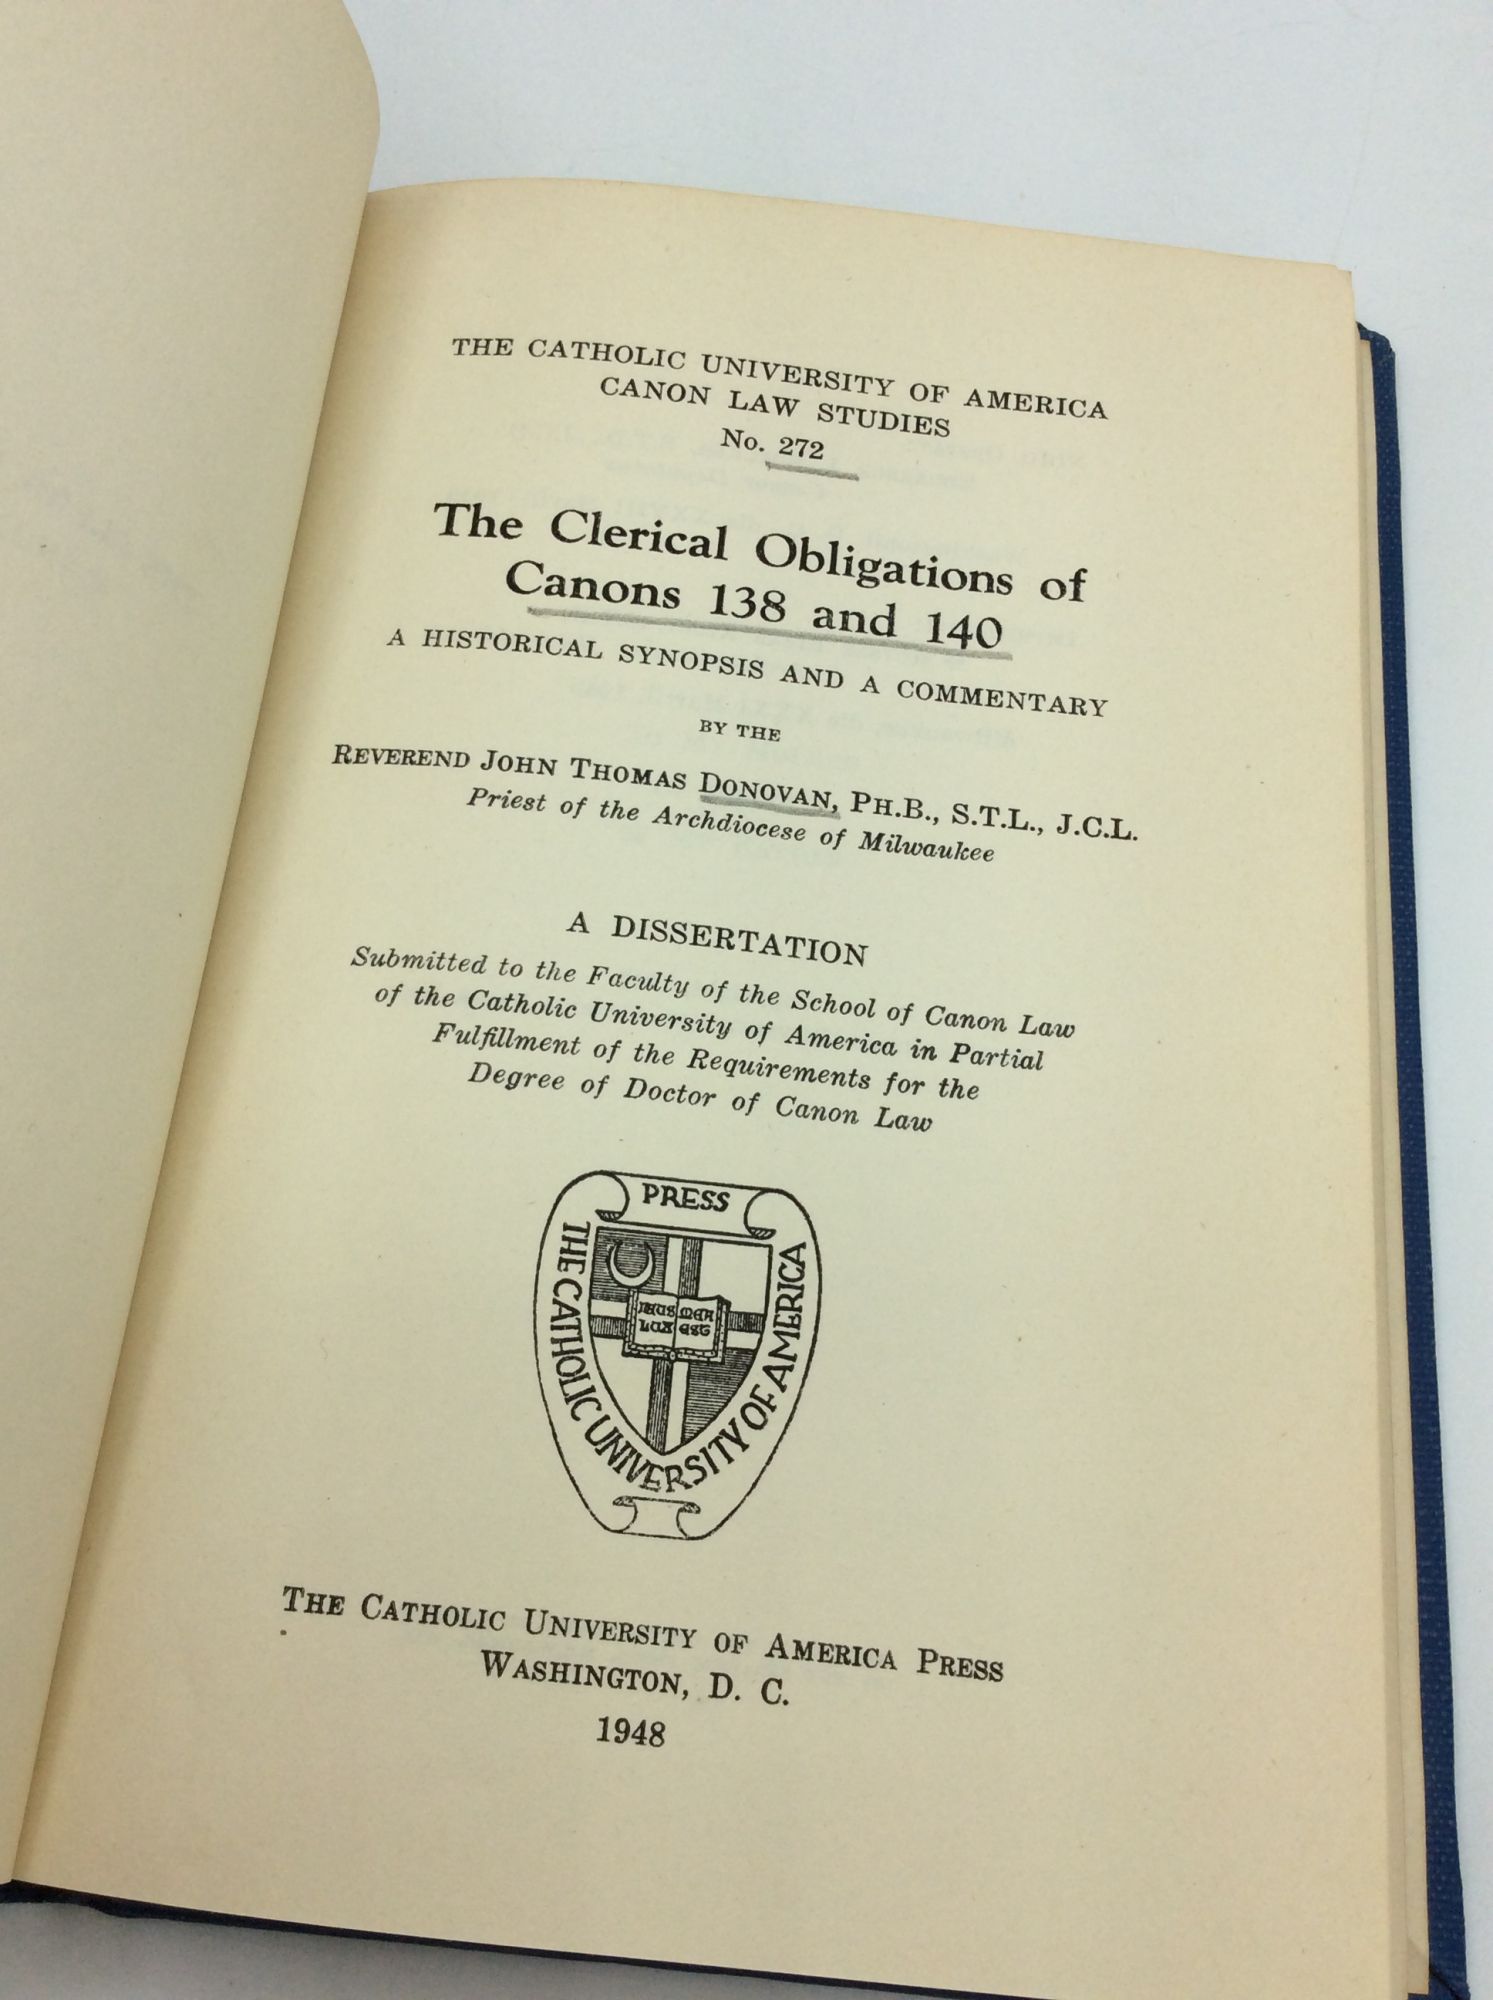 THE CATHOLIC UNIVERSITY OF AMERICA
CANON LAW STUDIES
No. 272
The Clerical Obligations of
Canons 138 and 140
A HISTORICAL SYNOPSIS AND A COMMENTARY
BY THE
REVEREND JOHN THOMAS DONOVAN, PH.B., S.T.L., J.C.L.
Priest of the Archdiocese of Milwaukee
A DISSERTATION
Submitted to the Faculty of the School of Canon Law
of the Catholic University of America in Partial
Fulfillment of the Requirements for the
Degree of Doctor of Canon Law
PRESS
THE CATHOLIC UNIVERSITY OF AMERICA
LUX EST
THE CATHOLIC UNIVERSITY OF AMERICA PRESS
WASHINGTON, D. C.
1948